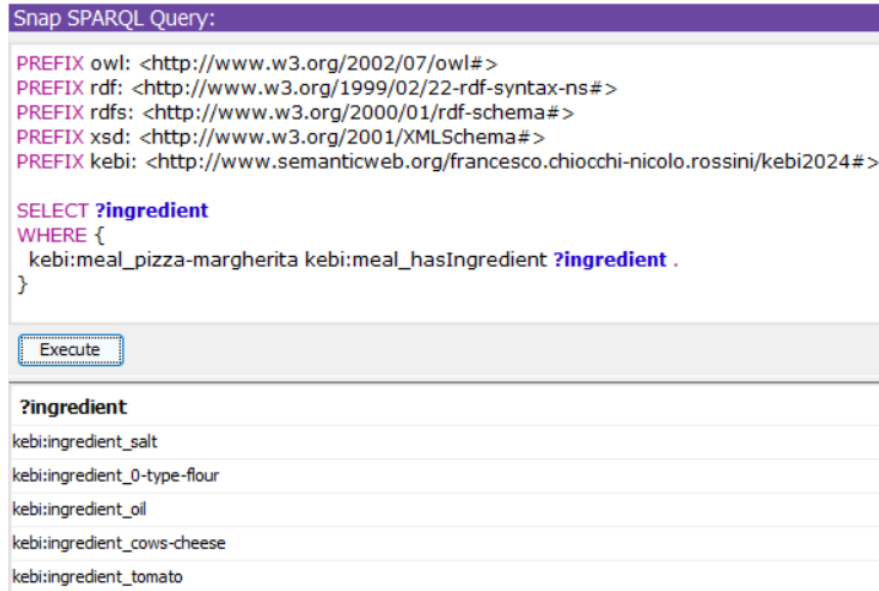 Snap SPARQL Query:
PREFIX owl: <http://www.w3.org/2002/07/owl#>
PREFIX rdf: <http://www.w3.org/1999/02/22-rdf-syntax-ns#>
PREFIX rdfs: <http://www.w3.org/2000/01/rdf-schema#>
PREFIX xsd: <http://www.w3.org/2001/XMLSchema#>
PREFIX kebi: <http://www.semanticweb.org/francesco.chiocchi-nicolo.rossini/kebi2024#>
SELECT ?ingredient
WHERE {
kebi:meal_pizza-margherita kebi:meal_hasIngredient ?ingredient .
}
Execute
?ingredient
kebi:ingredient_salt
kebi:ingredient_0-type-flour
kebi:ingredient_oil
kebi:ingredient_cows-cheese
kebi:ingredient_tomato